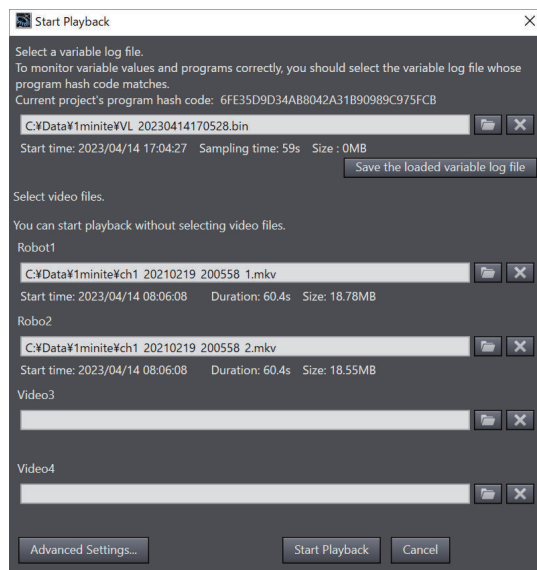 Start Playback
Select a variable log file.
To monitor variable values and programs correctly, you should select the variable log file whose
program hash code matches.
Current project's program hash code: 6FE35D9D34AB8042A31B90989C975FCB
C:¥Data¥1minite¥VL_20230414170528.bin
Start time: 2023/04/14 17:04:27 Sampling time: 59s Size : 0MB
Save the loaded variable log file
Select video files.
You can start playback without selecting video files.
Robot1
C:¥Data¥1minite¥ch1_20210219_200558_1.mkv
Start time: 2023/04/14 08:06:08 Duration: 60.4s Size: 18.78MB
Robo2
C:¥Data¥1minite¥ch1_20210219_200558_2.mkv
Start time: 2023/04/14 08:06:08 Duration: 60.4s Size: 18.55MB
Video3
Video4
Advanced Settings... Start Playback Cancel